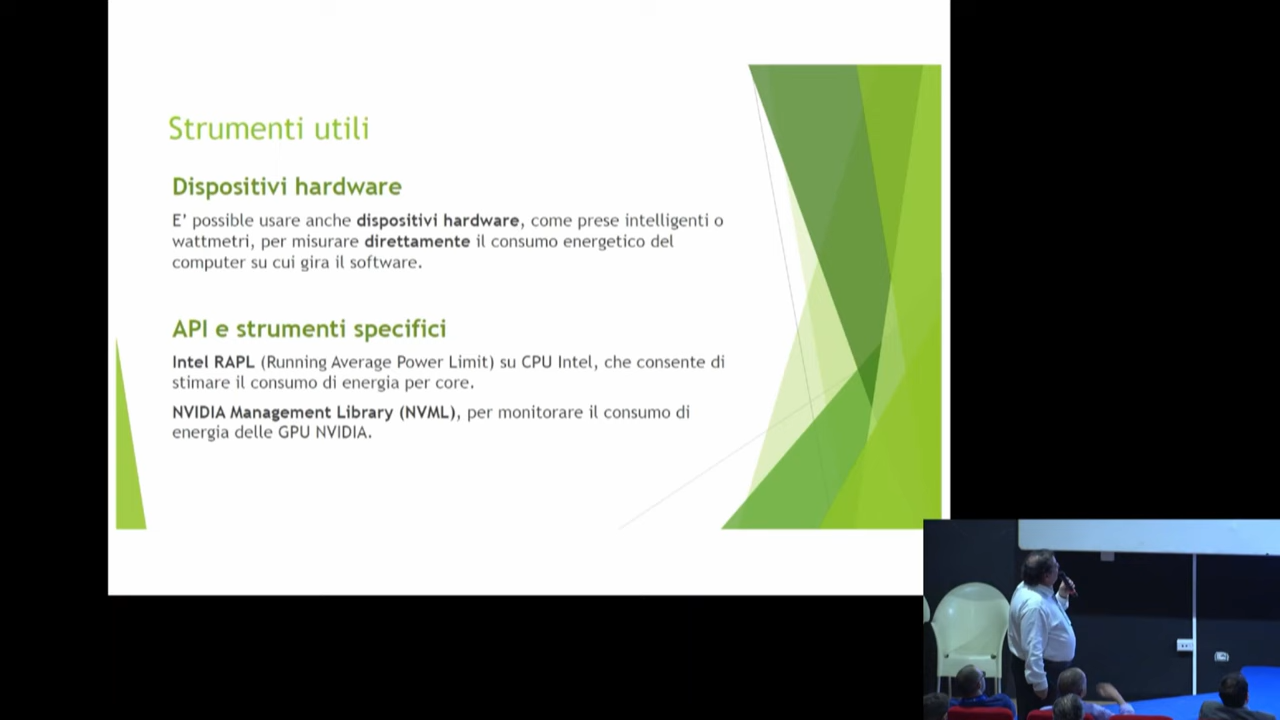 Strumenti utili
Dispositivi hardware
E’ possibile usare anche dispositivi hardware, come prese intelligenti o
wattmetri, per misurare direttamente il consumo energetico del
computer su cui gira il software.
API e strumenti specifici
Intel RAPL (Running Average Power Limit) su CPU Intel, che consente di
stimare il consumo di energia per core.
NVIDIA Management Library (NVML), per monitorare il consumo di
energia delle GPU NVIDIA.